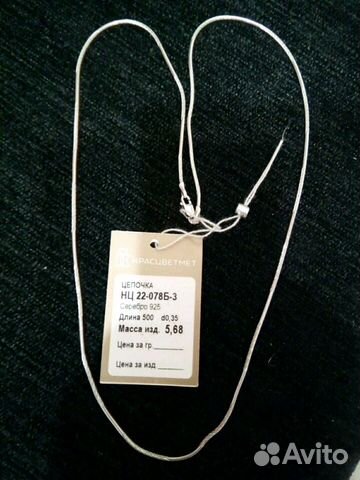 КРАСЦВЕТМЕТ
ЦЕПОЧКА
НЦ 22-078Б-3
Серебро 925
Длина 500 d0,35
Масса изд. 5,68
Цена за гр.
Цена за изд
Avito